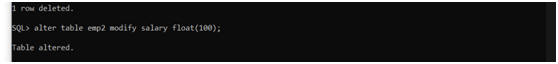 1 row deleted.
SQL> alter table emp2 modify salary float(100);
Table altered.